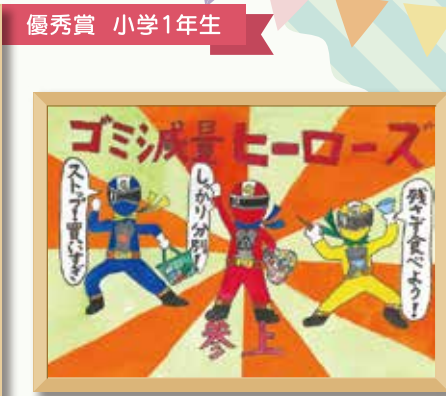 優秀賞 小学1年生
ゴミ減量ヒーローズ
ストップ!買いすぎ
しっかり分別!
残さず食べよう!
参上